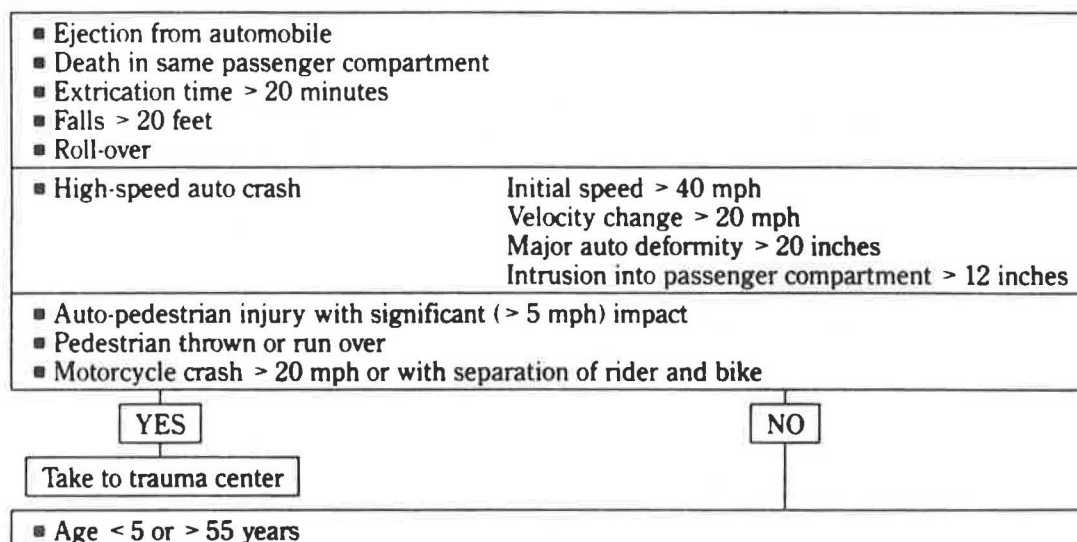 ▪ Ejection from automobile
▪ Death in same passenger compartment
▪ Extrication time > 20 minutes
▪ Falls > 20 feet
▪ Roll-over
▪ High-speed auto crash Initial speed > 40 mph
Velocity change > 20 mph
Major auto deformity > 20 inches
Intrusion into passenger compartment > 12 inches
▪ Auto-pedestrian injury with significant (> 5 mph) impact
▪ Pedestrian thrown or run over
▪ Motorcycle crash > 20 mph or with separation of rider and bike
YES NO
Take to trauma center
▪ Age < 5 or > 55 years